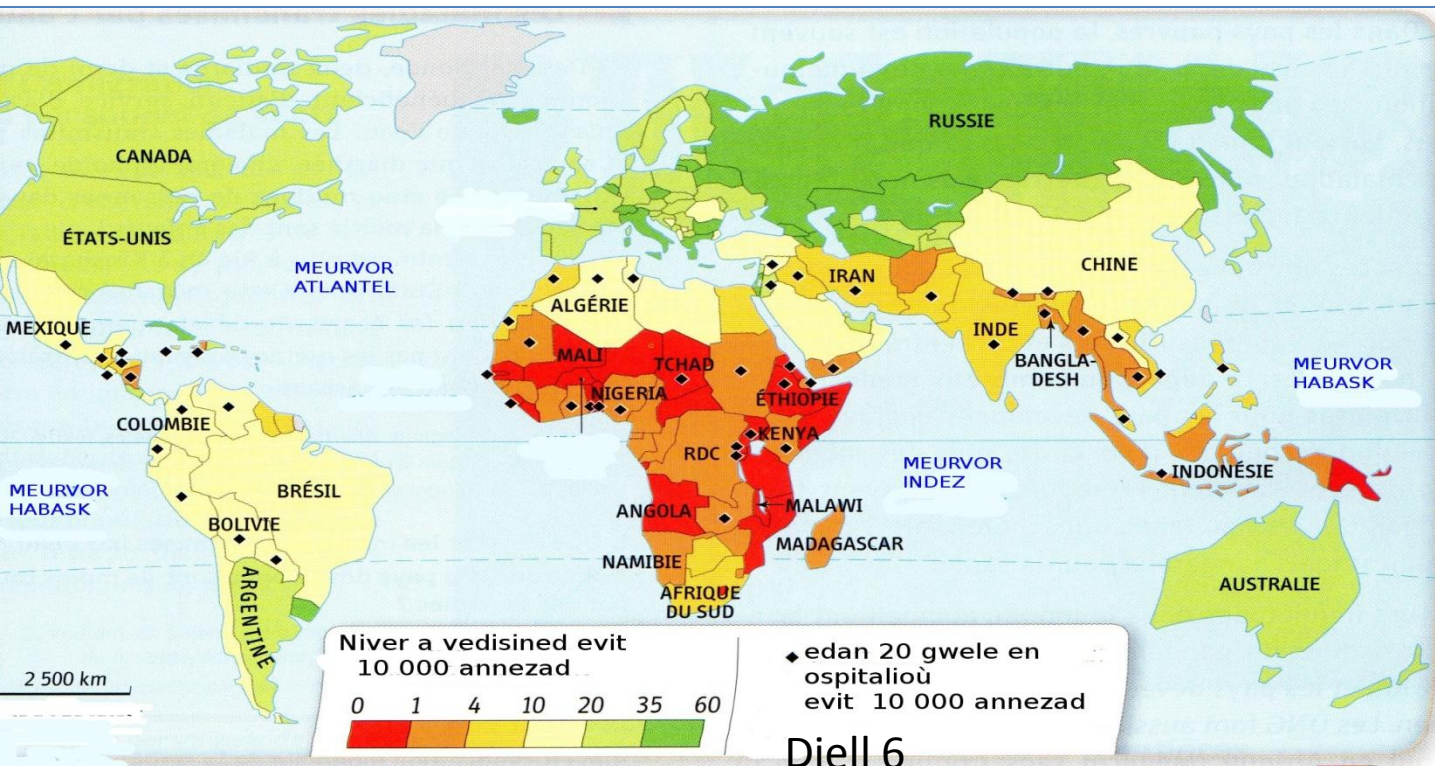 RUSSIE
CANADA
ÉTATS-UNIS
MEURVOR
ATLANTEL
CHINE
IRAN
ALGÉRIE
MEXIQUE
INDE
MALI
TCHAD
BANGLA-
DESH
MEURVOR
HABASK
NIGERIA
ÉTHIOPIE
COLOMBIE
KENYA
RDC
MEURVOR
INDEZ
INDONÉSIE
MEURVOR
HABASK
BRÉSIL
ANGOLA
MALAWI
BOLIVIE
MADAGASCAR
NAMIBIE
AUSTRALIE
AFRIQUE
DU SUD
ARGENTINE
2 500 km
Niver a vedisined evit
10 000 annezad
0 1 4 10 20 35 60
edan 20 gwele en
ospitalioù
evit 10 000 annezad
Djell 6